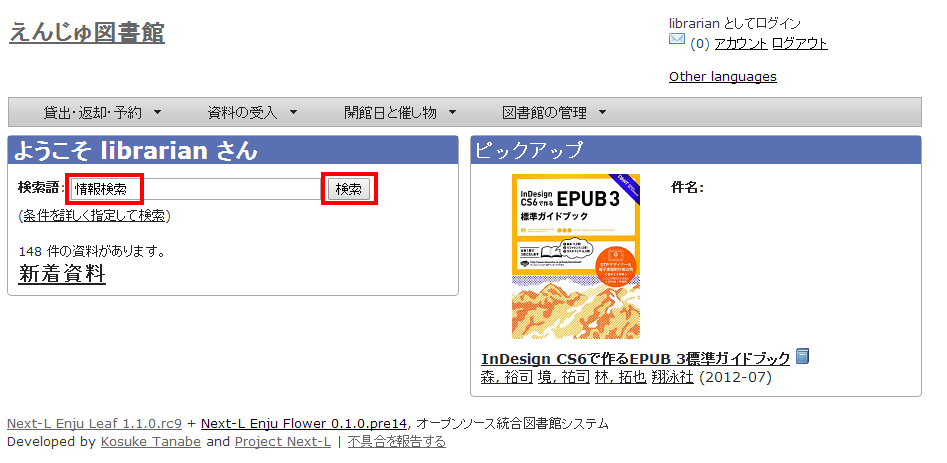 えんじゅ図書館
librarian としてログイン
(0) アカウント ログアウト
Other languages
貸出・返却・予約 資料の受入 開館日と催し物 図書館の管理
ようこそ librarian さん
検索語: 情報検索 検索
(条件を詳しく指定して検索)
148 件の資料があります。
新着資料
ピックアップ
InDesign
CS6で作る EPUB 3
標準ガイドブック
件名:
InDesign CS6で作るEPUB 3標準ガイドブック
森, 裕司 境, 祐司 林, 拓也 翔泳社 (2012-07)
Next-L Enju Leaf 1.1.0.rc9 + Next-L Enju Flower 0.1.0.pre14, オープンソース統合図書館システム
Developed by Kosuke Tanabe and Project Next-L | 不具合を報告する